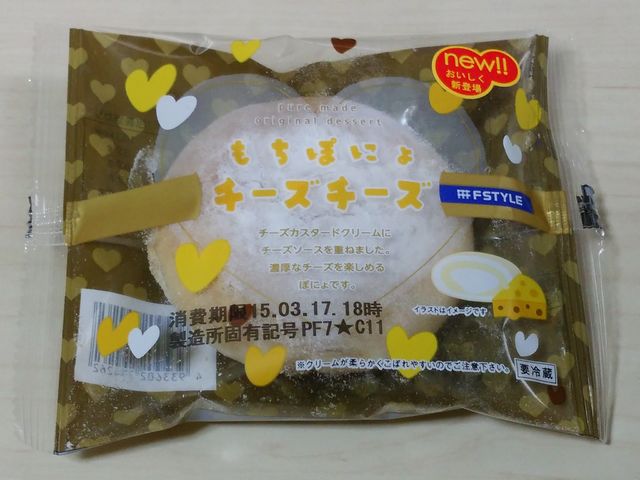 new!!
おいしく
新登場
pure made
original dessert
もちぽにょ
チーズチーズ
FSTYLE
チーズカスタードクリームに
チーズソースを重ねました。
濃厚なチーズを楽しめる
ぽにょです。
イラストはイメージです
消費期限15.03.17.18時
製造所固有記号PF7★C11
※クリームが柔らかくこぼれやすいのでご注意下さい。
要冷蔵